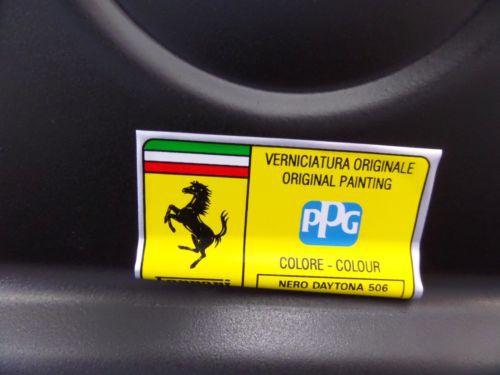 VERNICIATURA ORIGINALE
ORIGINAL PAINTING
PPG
COLORE - COLOUR
NERO DAYTONA 506